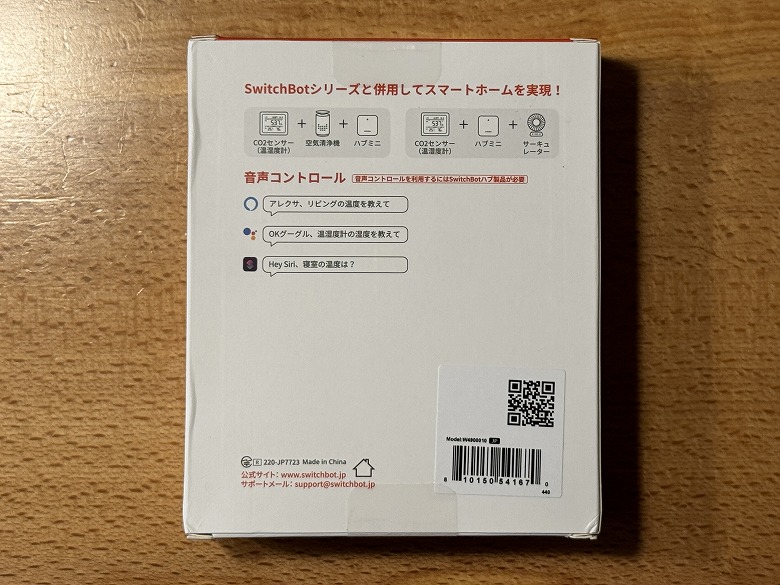 SwitchBotシリーズと併用してスマートホームを実現！
CO2センサー
（温湿度計）
空気清浄機
ハブミニ
CO2センサー
（温湿度計）
ハブミニ
サーキュ
レーター
音声コントロール 音声コントロールを利用するにはSwitchBotハブ製品が必要
アレクサ、リビングの温度を教えて
OKグーグル、温湿度計の湿度を教えて
Hey Siri、寝室の温度は？
Model:W4900010 JP
R 220-JP7723 Made in China
公式サイト：www.switchbot.jp
サポートメール：support@switchbot.jp
8 10150 54167 0
440